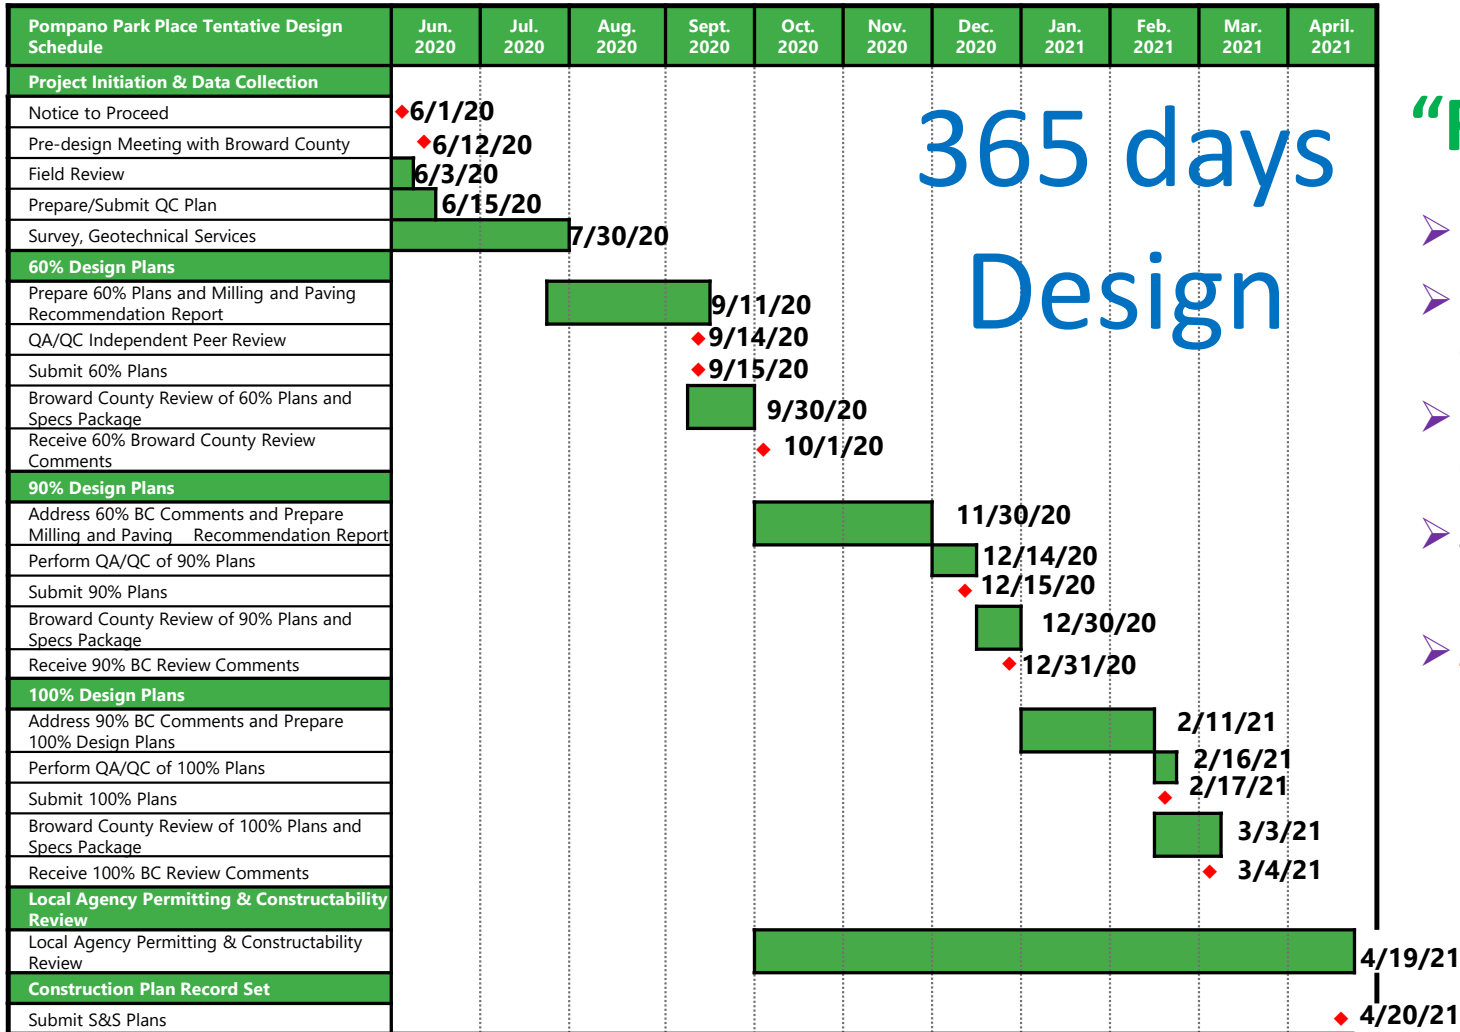 Pompano Park Place Tentative Design
Schedule
Jun.
2020
Jul.
2020
Aug.
2020
Sept.
2020
Oct.
2020
Nov.
2020
Dec.
2020
Jan.
2021
Feb.
2021
Mar.
2021
April.
2021
Project Initiation & Data Collection
Notice to Proceed
6/1/20
Pre-design Meeting with Broward County
6/12/20
Field Review
6/3/20
Prepare/Submit QC Plan
6/15/20
Survey, Geotechnical Services
7/30/20
365 days
Design
60% Design Plans
Prepare 60% Plans and Milling and Paving
Recommendation Report
9/11/20
QA/QC Independent Peer Review
9/14/20
Submit 60% Plans
9/15/20
Broward County Review of 60% Plans and
Specs Package
9/30/20
Receive 60% Broward County Review
Comments
10/1/20
90% Design Plans
Address 60% BC Comments and Prepare
Milling and Paving Recommendation Report
11/30/20
Perform QA/QC of 90% Plans
12/14/20
Submit 90% Plans
12/15/20
Broward County Review of 90% Plans and
Specs Package
12/30/20
Receive 90% BC Review Comments
12/31/20
100% Design Plans
Address 90% BC Comments and Prepare
100% Design Plans
2/11/21
Perform QA/QC of 100% Plans
2/16/21
Submit 100% Plans
2/17/21
Broward County Review of 100% Plans and
Specs Package
3/3/21
Receive 100% BC Review Comments
3/4/21
Local Agency Permitting & Constructability
Review
Local Agency Permitting & Constructability
Review
4/19/21
Construction Plan Record Set
Submit S&S Plans
4/20/21